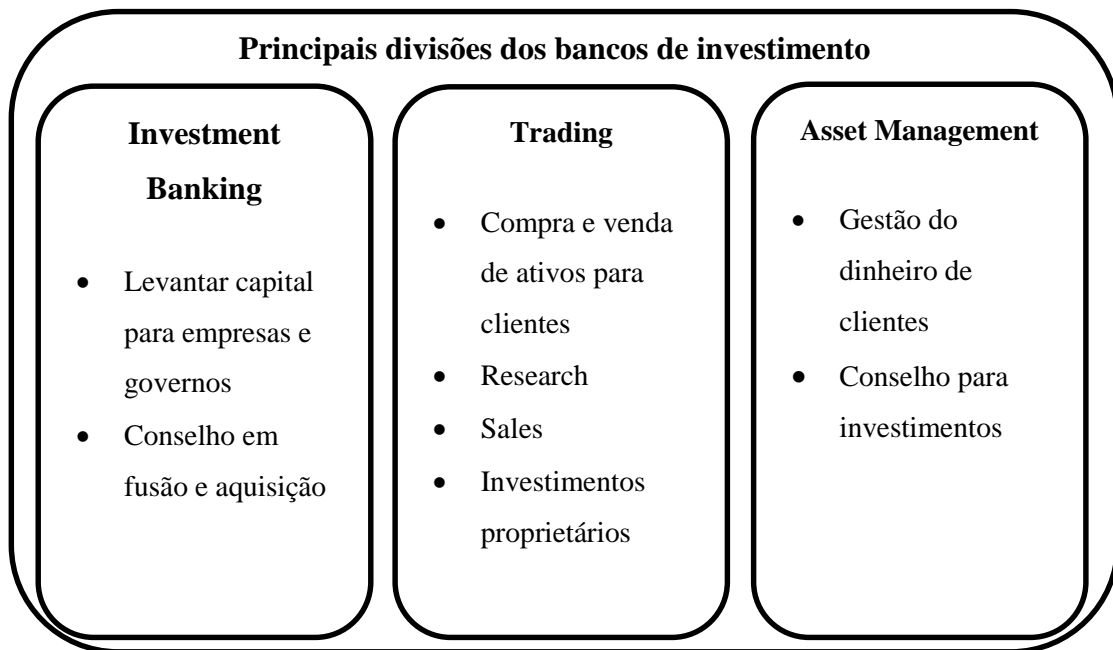 Principais divisões dos bancos de investimento
Investment
Banking
• Levantar capital
para empresas e
governos
• Conselho em
fusão e aquisição
Trading
• Compra e venda
de ativos para
clientes
• Research
• Sales
• Investimentos
proprietários
Asset Management
• Gestão do
dinheiro de
clientes
• Conselho para
investimentos